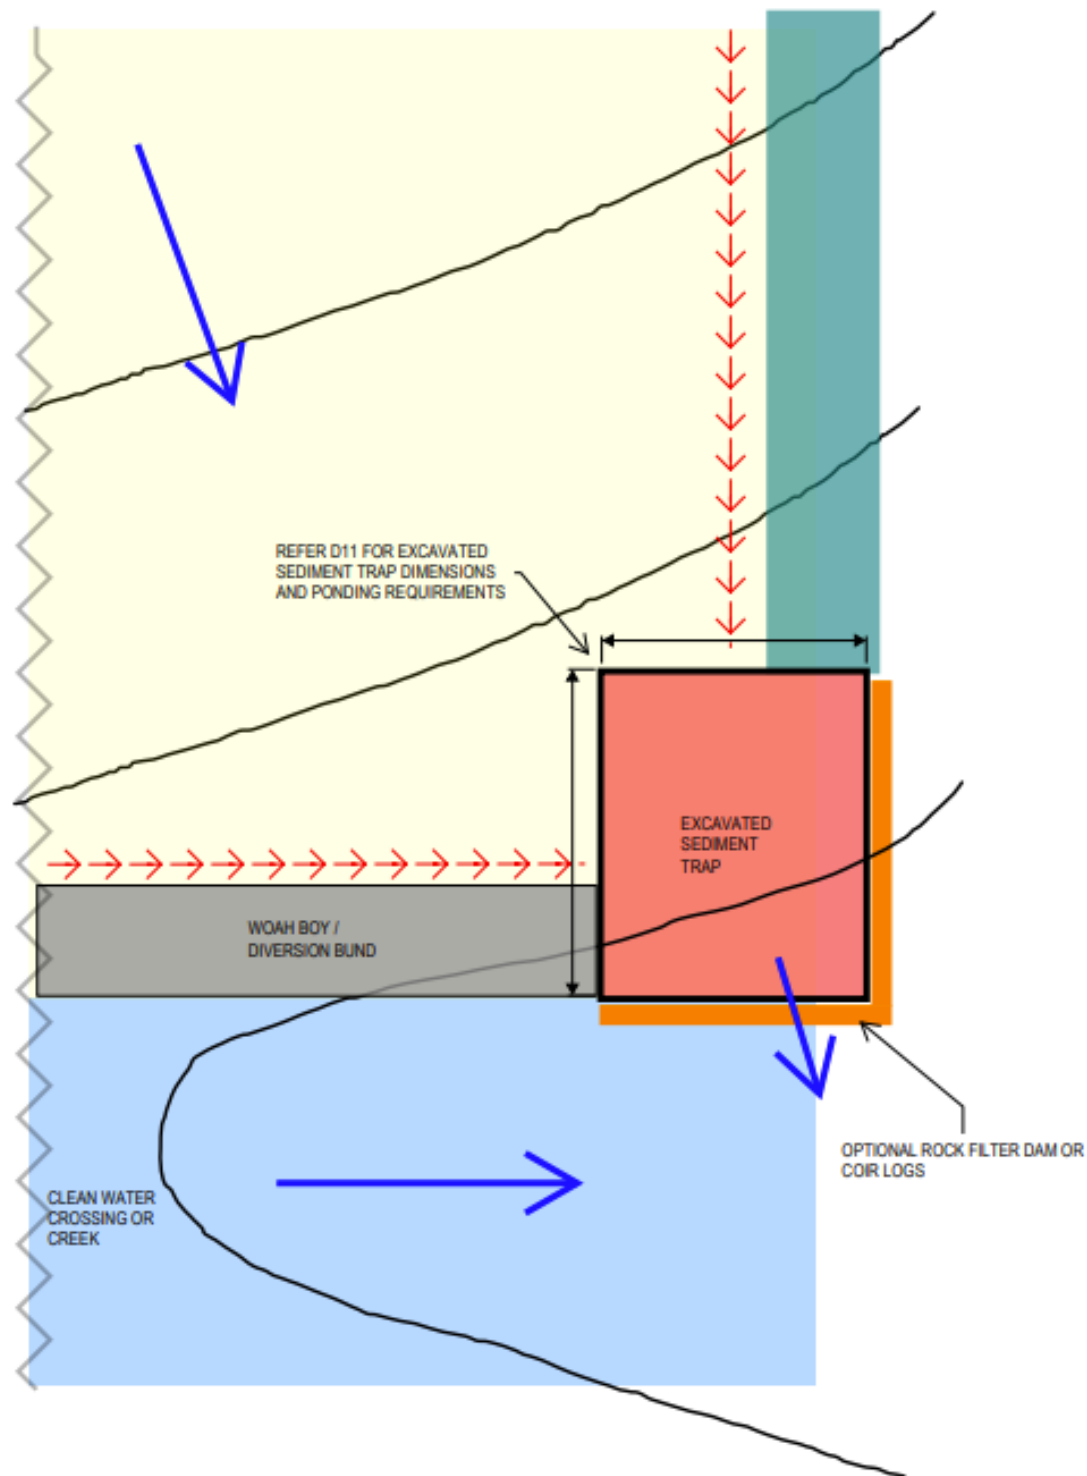 REFER D11 FOR EXCAVATED
SEDIMENT TRAP DIMENSIONS
AND PONDING REQUIREMENTS
EXCAVATED
SEDIMENT
TRAP
WOAH BOY /
DIVERSION BUND
OPTIONAL ROCK FILTER DAM OR
COIR LOGS
CLEAN WATER
CROSSING OR
CREEK